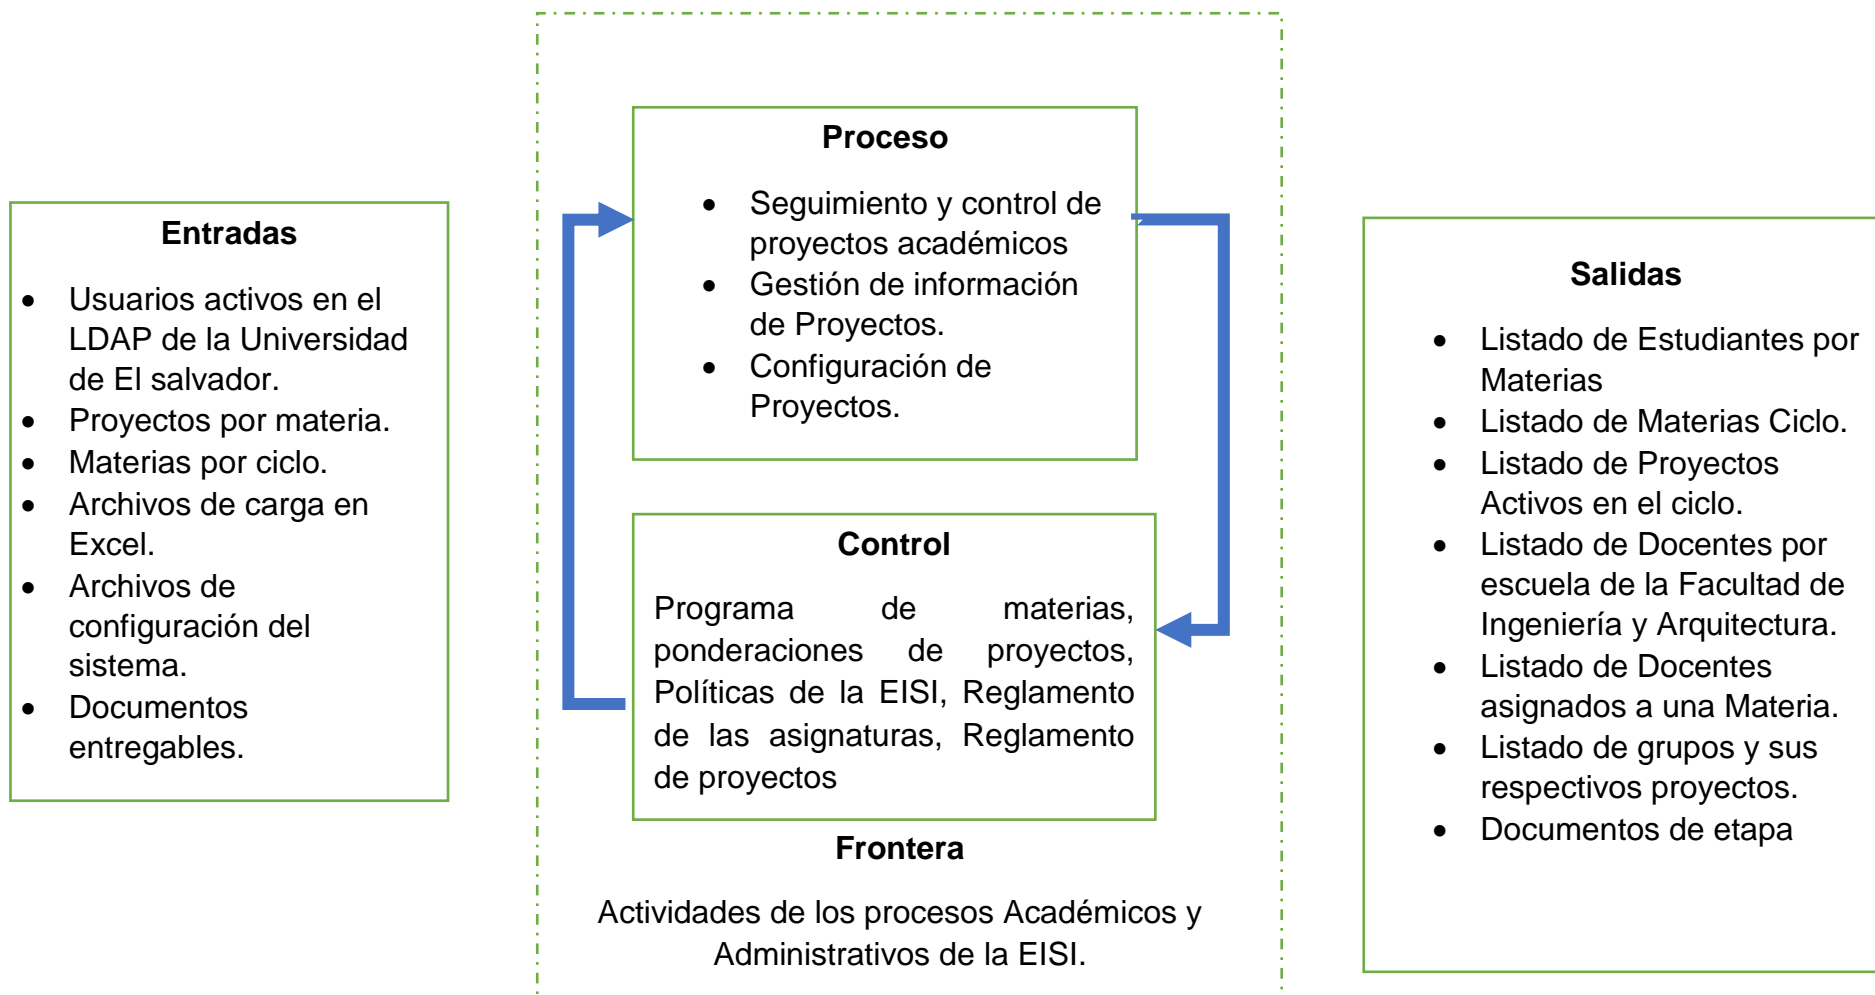 Entradas
• Usuarios activos en el
LDAP de la Universidad
de El salvador.
• Proyectos por materia.
• Materias por ciclo.
• Archivos de carga en
Excel.
• Archivos de
configuración del
sistema.
• Documentos
entregables.
Proceso
• Seguimiento y control de
proyectos académicos
• Gestión de información
de Proyectos.
• Configuración de
Proyectos.
Control
Programa de materias,
ponderaciones de proyectos,
Políticas de la EISI, Reglamento
de las asignaturas, Reglamento
de proyectos
Frontera
Actividades de los procesos Académicos y
Administrativos de la EISI.
Salidas
• Listado de Estudiantes por
Materias
• Listado de Materias Ciclo.
• Listado de Proyectos
Activos en el ciclo.
• Listado de Docentes por
escuela de la Facultad de
Ingeniería y Arquitectura.
• Listado de Docentes
asignados a una Materia.
• Listado de grupos y sus
respectivos proyectos.
• Documentos de etapa